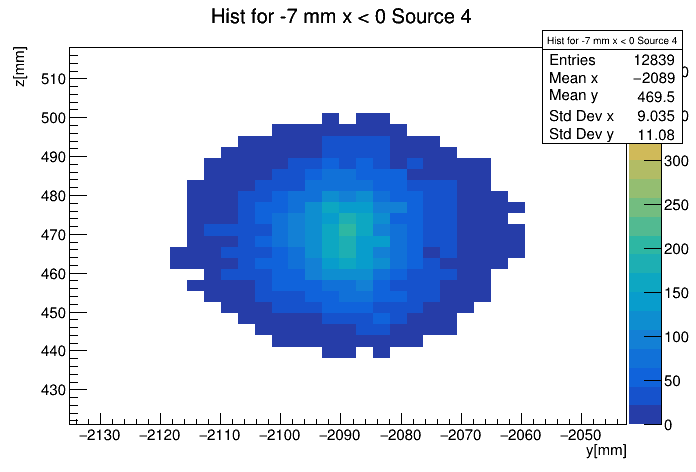 Hist for -7 mm x < 0 Source 4
z[mm]
Hist for -7 mm x < 0 Source 4
Entries 12839
Mean x −2089
Mean y 469.5
Std Dev x 9.035
Std Dev y 11.08
510
500
490
480
470
460
450
440
430
−2130 −2120 −2110 −2100 −2090 −2080 −2070 −2060 −2050
y[mm]
300
250
200
150
100
50
0